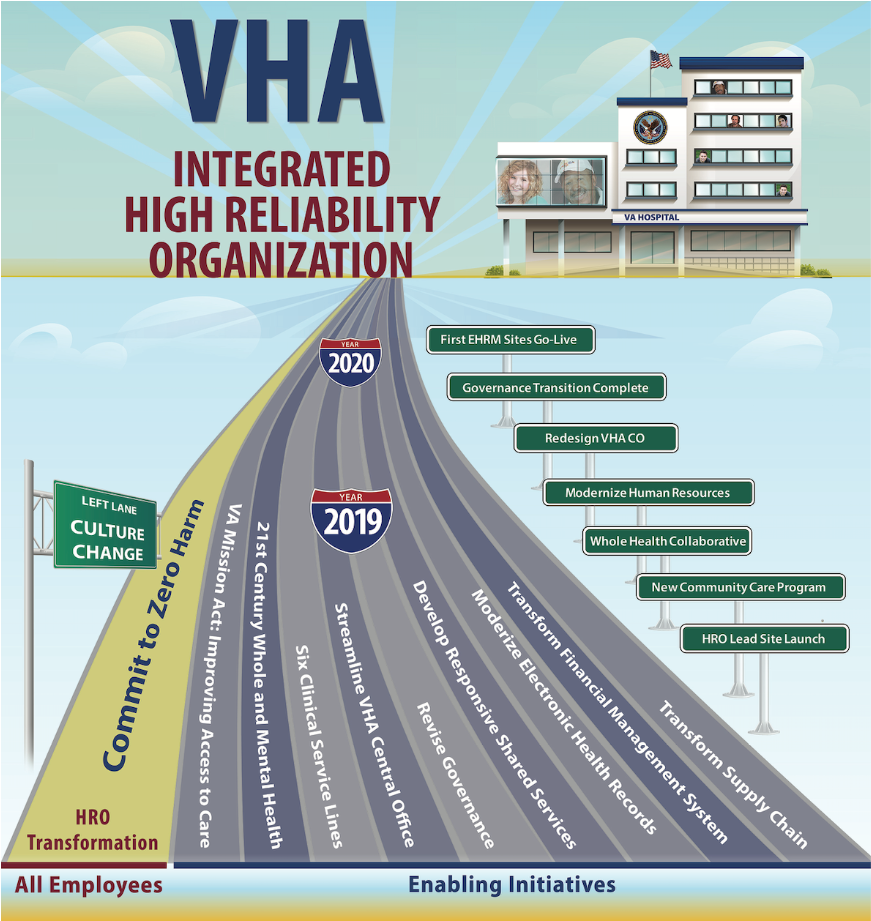 VHA
INTEGRATED
HIGH RELIABILITY
ORGANIZATION
VA HOSPITAL
YEAR
2020
First EHRM Sites Go-Live
Governance Transition Complete
Redesign VHA CO
Modernize Human Resources
Whole Health Collaborative
New Community Care Program
HRO Lead Site Launch
LEFT LANE
CULTURE
CHANGE
YEAR
2019
Commit to Zero Harm
VA Mission Act: Improving Access to Care
21st Century Whole and Mental Health
Six Clinical Service Lines
Streamline VHA Central Office
Revise Governance
Develop Responsive Shared Services
Moderize Electronic Health Records
Transform Financial Management System
Transform Supply Chain
HRO
Transformation
All Employees
Enabling Initiatives